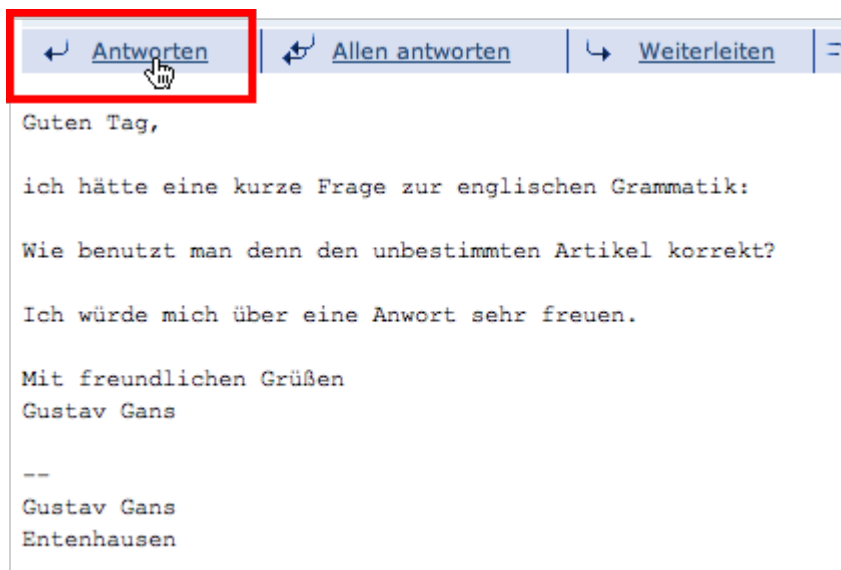 Antworten Allen antworten Weiterleiten
Guten Tag,
ich hätte eine kurze Frage zur englischen Grammatik:
Wie benutzt man denn den unbestimmten Artikel korrekt?
Ich würde mich über eine Anwort sehr freuen.
Mit freundlichen Grüßen
Gustav Gans
--
Gustav Gans
Entenhausen